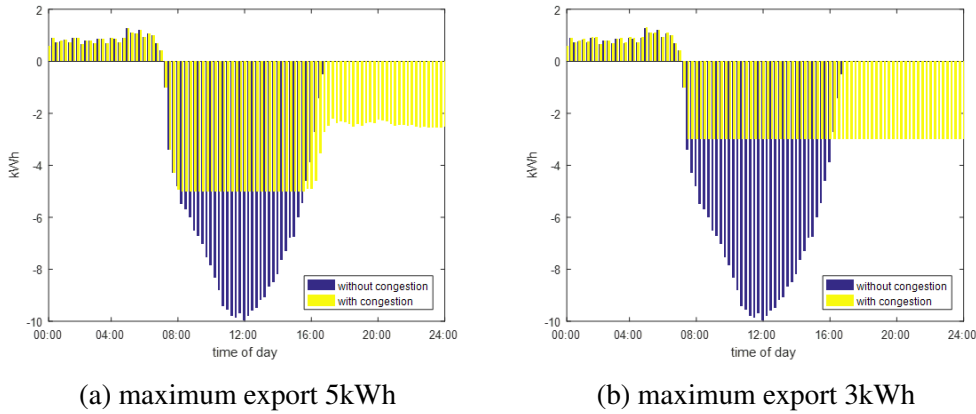 2
0
-2
-4
-6
-8
-10
kWh
00:00 04:00 08:00 12:00 16:00 20:00 24:00
time of day
without congestion
with congestion
(a) maximum export 5kWh
2
0
-2
-4
-6
-8
-10
kWh
00:00 04:00 08:00 12:00 16:00 20:00 24:00
time of day
without congestion
with congestion
(b) maximum export 3kWh